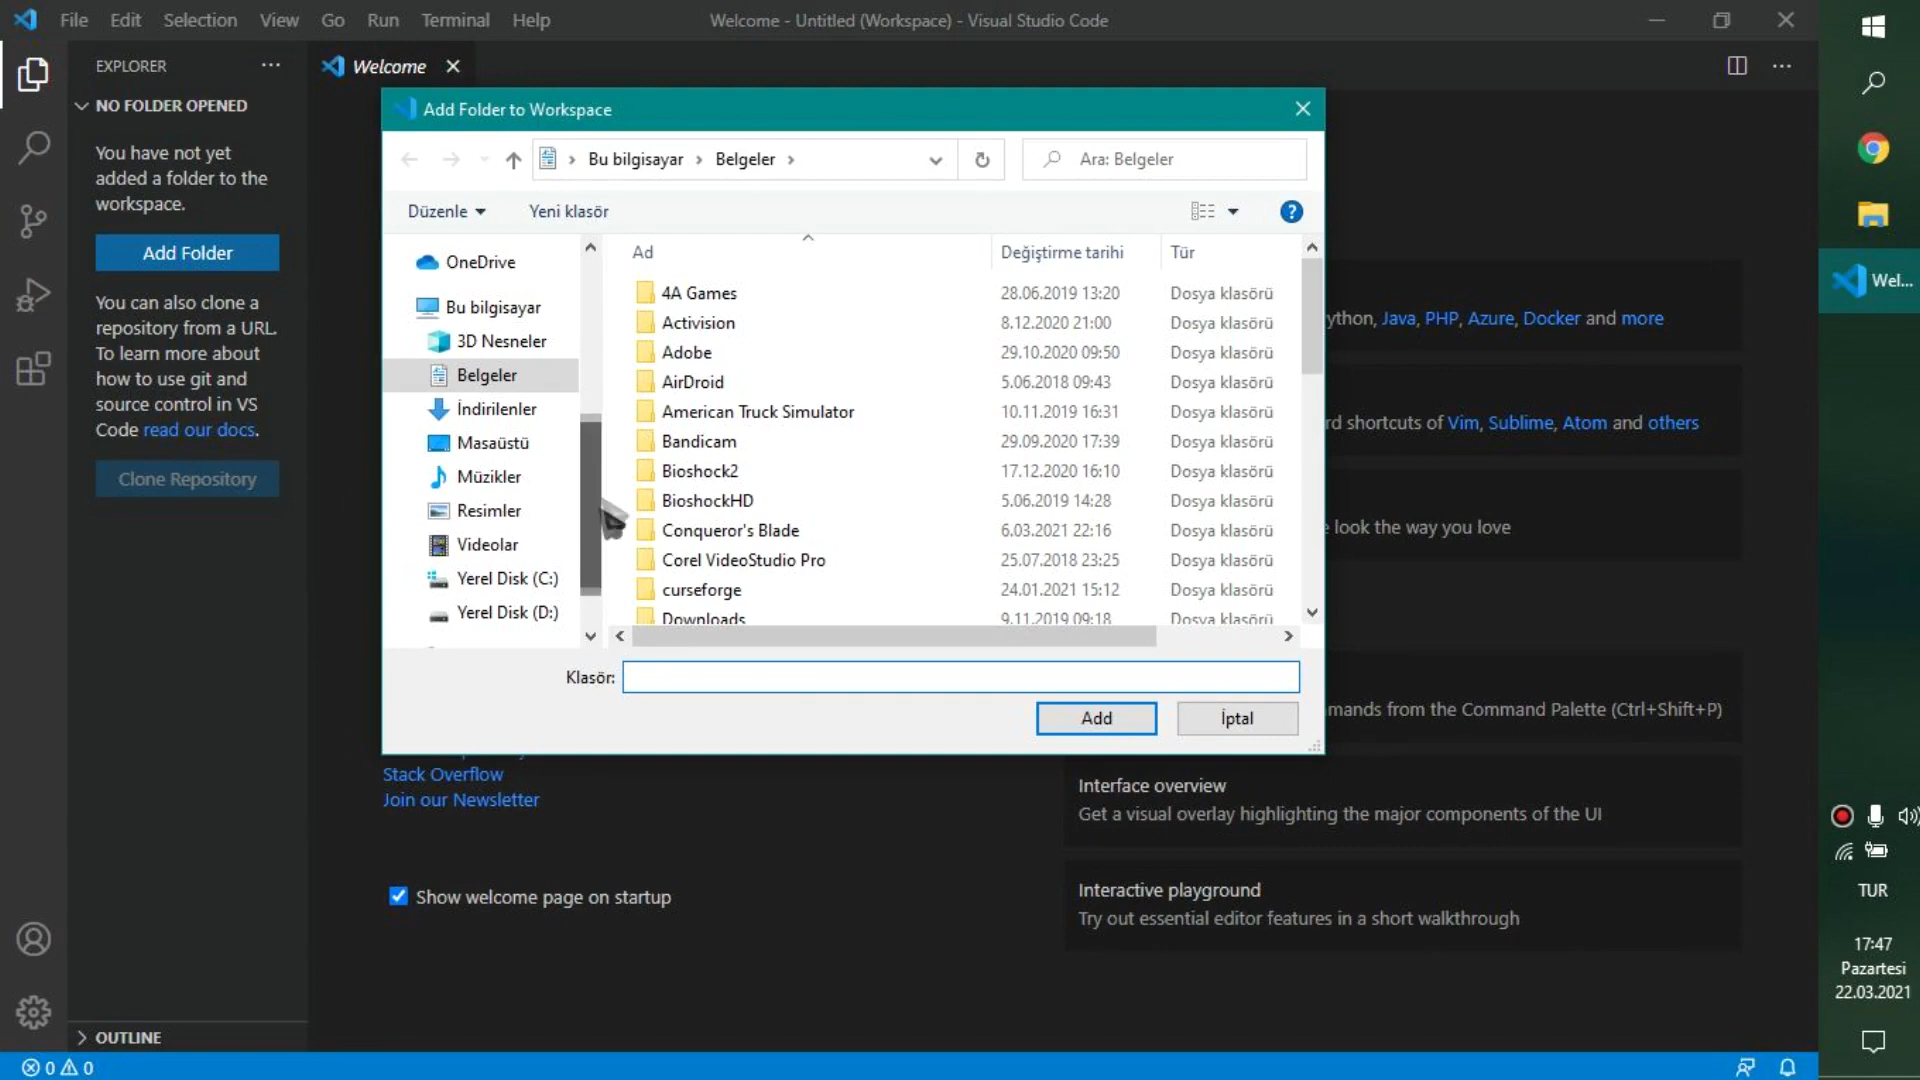 File Edit Selection View Go Run Terminal Help
Welcome - Untitled (Workspace) - Visual Studio Code
EXPLORER
Welcome
NO FOLDER OPENED
You have not yet
added a folder to the
workspace.
Add Folder
You can also clone a
repository from a URL.
To learn more about
how to use git and
source control in VS
Code read our docs.
Clone Repository
OUTLINE
Add Folder to Workspace
Bu bilgisayar › Belgeler ›
Ara: Belgeler
Düzenle
Yeni klasör
OneDrive
Bu bilgisayar
3D Nesneler
Belgeler
İndirilenler
Masaüstü
Müzikler
Resimler
Videolar
Yerel Disk (C:)
Yerel Disk (D:)
Ad Değiştirme tarihi Tür
4A Games 28.06.2019 13:20 Dosya klasörü
Activision 8.12.2020 21:00 Dosya klasörü
Adobe 29.10.2020 09:50 Dosya klasörü
AirDroid 5.06.2018 09:43 Dosya klasörü
American Truck Simulator 10.11.2019 16:31 Dosya klasörü
Bandicam 29.09.2020 17:39 Dosya klasörü
Bioshock2 17.12.2020 16:10 Dosya klasörü
BioshockHD 5.06.2019 14:28 Dosya klasörü
Conqueror's Blade 6.03.2021 22:16 Dosya klasörü
Corel VideoStudio Pro 25.07.2018 23:25 Dosya klasörü
curseforge 24.01.2021 15:12 Dosya klasörü
Downloads 9.11.2019 09:18 Dosya klasörü
Klasör:
Add
İptal
ython, Java, PHP, Azure, Docker and more
rd shortcuts of Vim, Sublime, Atom and others
look the way you love
mands from the Command Palette (Ctrl+Shift+P)
Stack Overflow
Join our Newsletter
Interface overview
Get a visual overlay highlighting the major components of the UI
Interactive playground
Try out essential editor features in a short walkthrough
Show welcome page on startup
0 0
Wel...
TUR
17:47
Pazartesi
22.03.2021